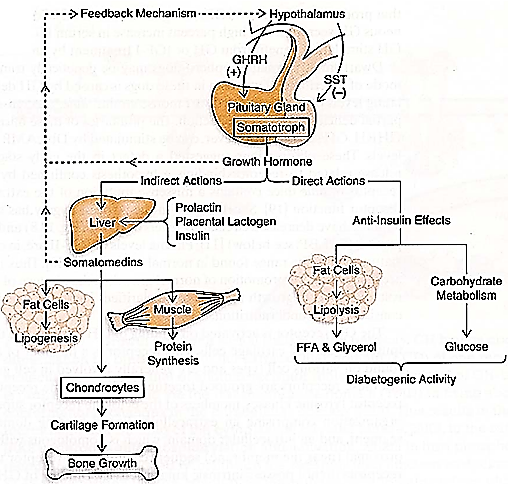 Feedback Mechanism
Hypothalamus
GHRH
(+)
SST
(−)
Pituitary Gland
Somatotroph
Growth Hormone
Indirect Actions
Direct Actions
Liver
Prolactin
Placental Lactogen
Insulin
Anti-Insulin Effects
Somatomedins
Fat Cells
Lipogenesis
Muscle
Protein
Synthesis
Fat Cells
Lipolysis
Carbohydrate
Metabolism
FFA & Glycerol
Glucose
Diabetogenic Activity
Chondrocytes
Cartilage Formation
Bone Growth